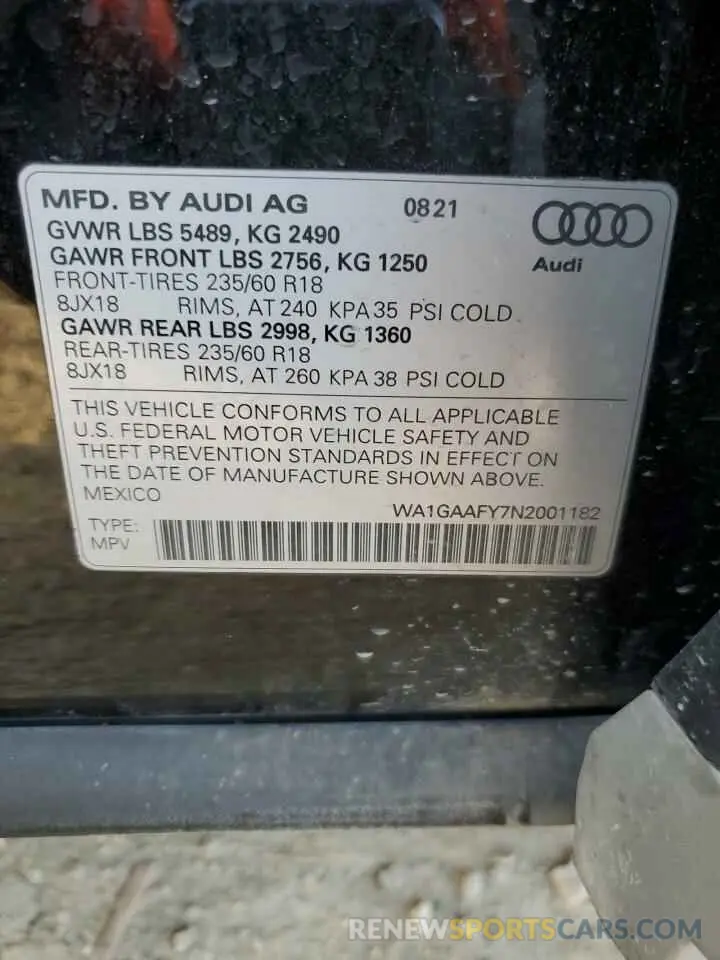 MFD. BY AUDI AG 0821
GVWR LBS 5489, KG 2490
GAWR FRONT LBS 2756, KG 1250
Audi
FRONT-TIRES 235/60 R18
8JX18 RIMS, AT 240 KPA 35 PSI COLD
GAWR REAR LBS 2998, KG 1360
REAR-TIRES 235/60 R18
8JX18 RIMS, AT 260 KPA 38 PSI COLD
THIS VEHICLE CONFORMS TO ALL APPLICABLE
U.S. FEDERAL MOTOR VEHICLE SAFETY AND
THEFT PREVENTION STANDARDS IN EFFECT ON
THE DATE OF MANUFACTURE SHOWN ABOVE.
MEXICO
WA1GAAFY7N2001182
TYPE:
MPV
RENEWSPORTSCARS.COM